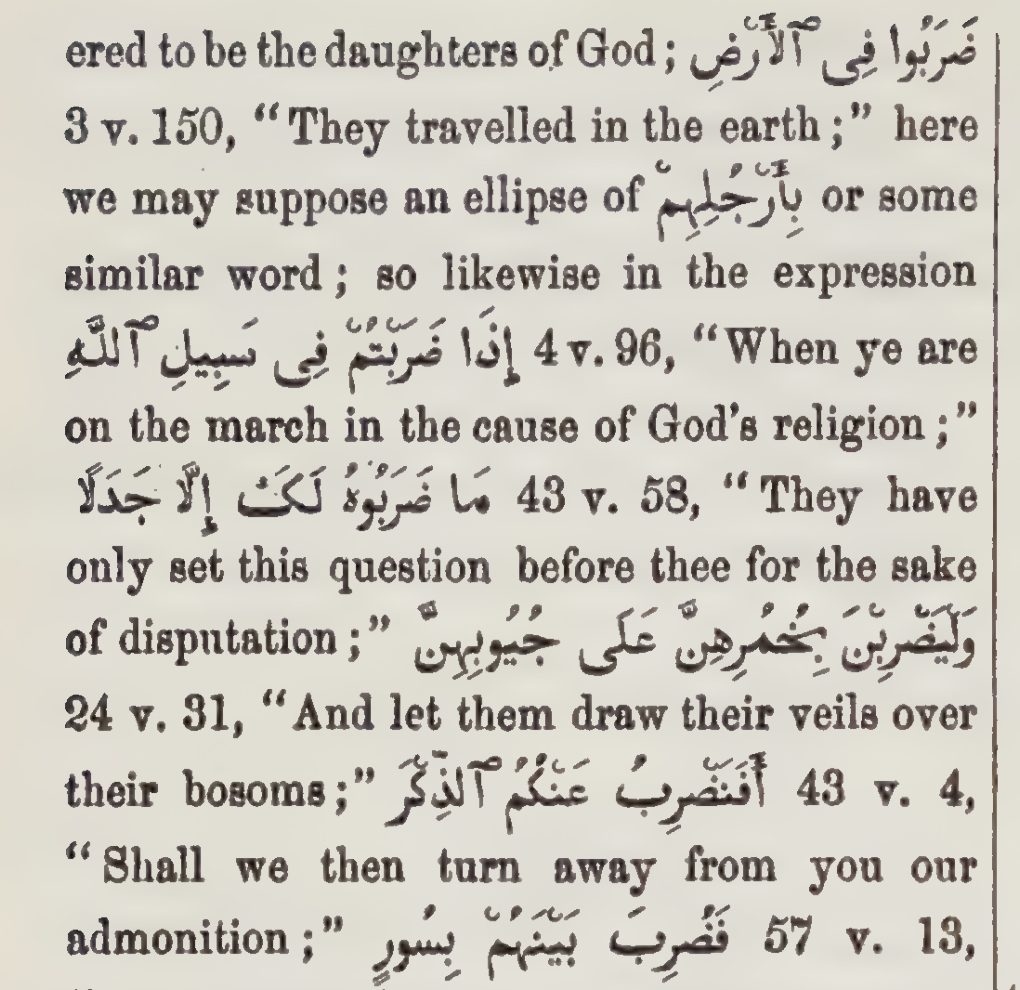 ered to be the daughters of God; ضَرَبُوا فِى ٱلْأَرْضِ
3 v. 150, “They travelled in the earth;” here
we may suppose an ellipse of بِأَرْجُلِهِمْ or some
similar word; so likewise in the expression
إِذَا ضَرَبْتُمْ فِى سَبِيلِ ٱللَّهِ 4 v. 96, “When ye are
on the march in the cause of God’s religion;”
مَا ضَرَبُوهُ لَكَ إِلَّا جَدَلًا 43 v. 58, “They have
only set this question before thee for the sake
of disputation;” وَلْيَضْرِبْنَ بِخُمُرِهِنَّ عَلَى جُيُوبِهِنَّ
24 v. 31, “And let them draw their veils over
their bosoms;” أَفَنَضْرِبُ عَنْكُمُ ٱلذِّكْرَ 43 v. 4,
“Shall we then turn away from you our
admonition;” فَضُرِبَ بَيْنَهُمْ بِسُورٍ 57 v. 13,